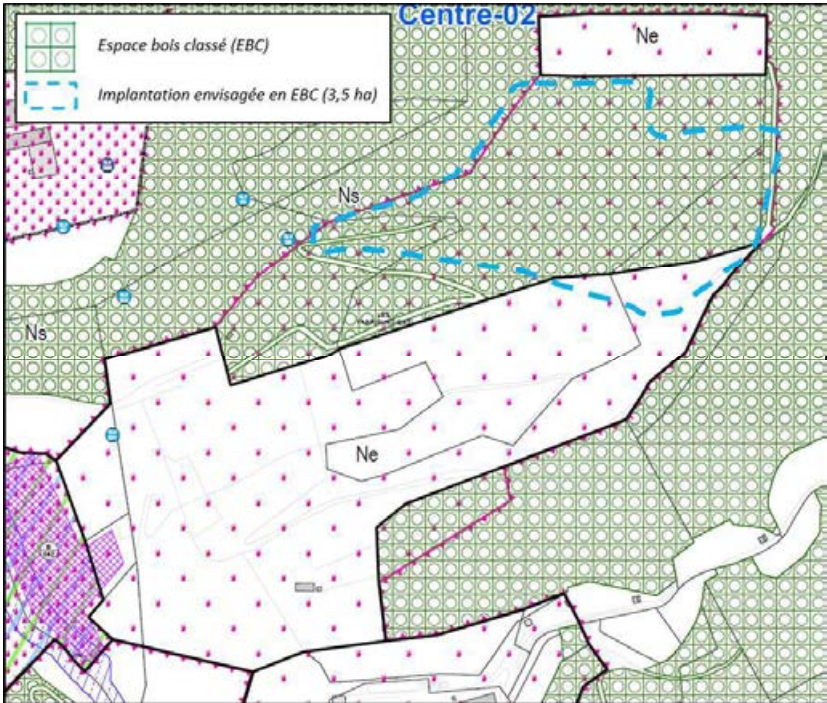 Centre-02
Espace bois classé (EBC)
Implantation envisagée en EBC (3,5 ha)
Ne
Ns
Ns
Ne